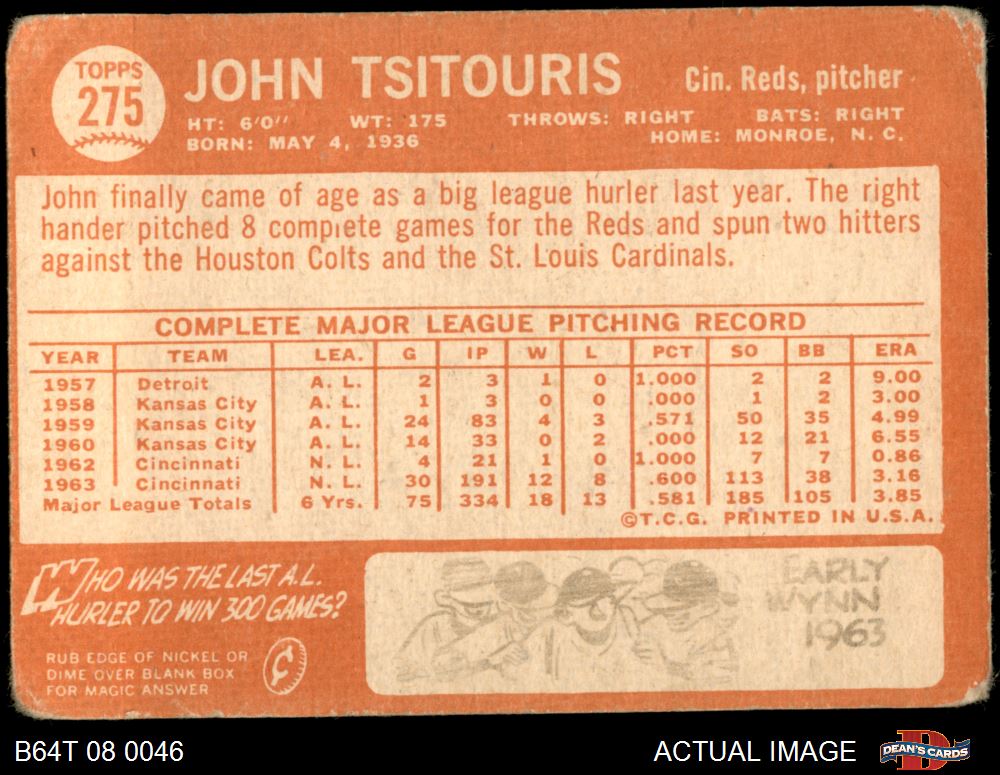 TOPPS
275
JOHN TSITOURIS
Cin. Reds, pitcher
HT: 6'0" WT: 175 THROWS: RIGHT BATS: RIGHT
BORN: MAY 4, 1936 HOME: MONROE, N. C.
John finally came of age as a big league hurler last year. The right
hander pitched 8 complete games for the Reds and spun two hitters
against the Houston Colts and the St. Louis Cardinals.
COMPLETE MAJOR LEAGUE PITCHING RECORD
YEAR TEAM LEA. G IP W L PCT SO BB ERA
1957 Detroit A. L. 2 3 1 0 1.000 2 2 9.00
1958 Kansas City A. L. 1 3 0 0 .000 1 2 3.00
1959 Kansas City A. L. 24 83 4 3 .571 50 35 4.99
1960 Kansas City A. L. 14 33 0 2 .000 12 21 6.55
1962 Cincinnati N. L. 4 21 1 0 1.000 7 7 0.86
1963 Cincinnati N. L. 30 191 12 8 .600 113 38 3.16
Major League Totals 6 Yrs. 75 334 18 13 .581 185 105 3.85
©T.C.G. PRINTED IN U.S.A.
WHO WAS THE LAST A.L.
HURLER TO WIN 300 GAMES?
RUB EDGE OF NICKEL OR
DIME OVER BLANK BOX
FOR MAGIC ANSWER
EARLY
WYNN
1963
B64T 08 0046
ACTUAL IMAGE
DEAN'S CARDS